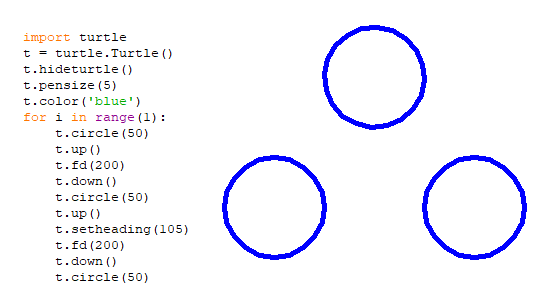 import turtle
t = turtle.Turtle()
t.hideturtle()
t.pensize(5)
t.color('blue')
for i in range(1):
    t.circle(50)
    t.up()
    t.fd(200)
    t.down()
    t.circle(50)
    t.up()
    t.setheading(105)
    t.fd(200)
    t.down()
    t.circle(50)